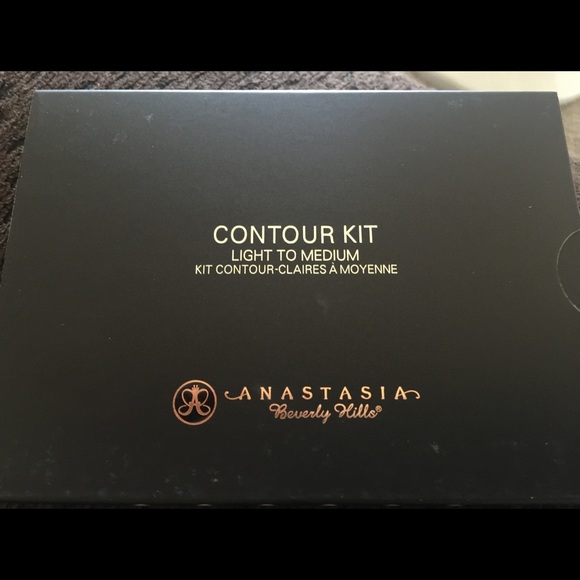 CONTOUR KIT
LIGHT TO MEDIUM
KIT CONTOUR-CLAIRES À MOYENNE
ANASTASIA
Beverly Hills®